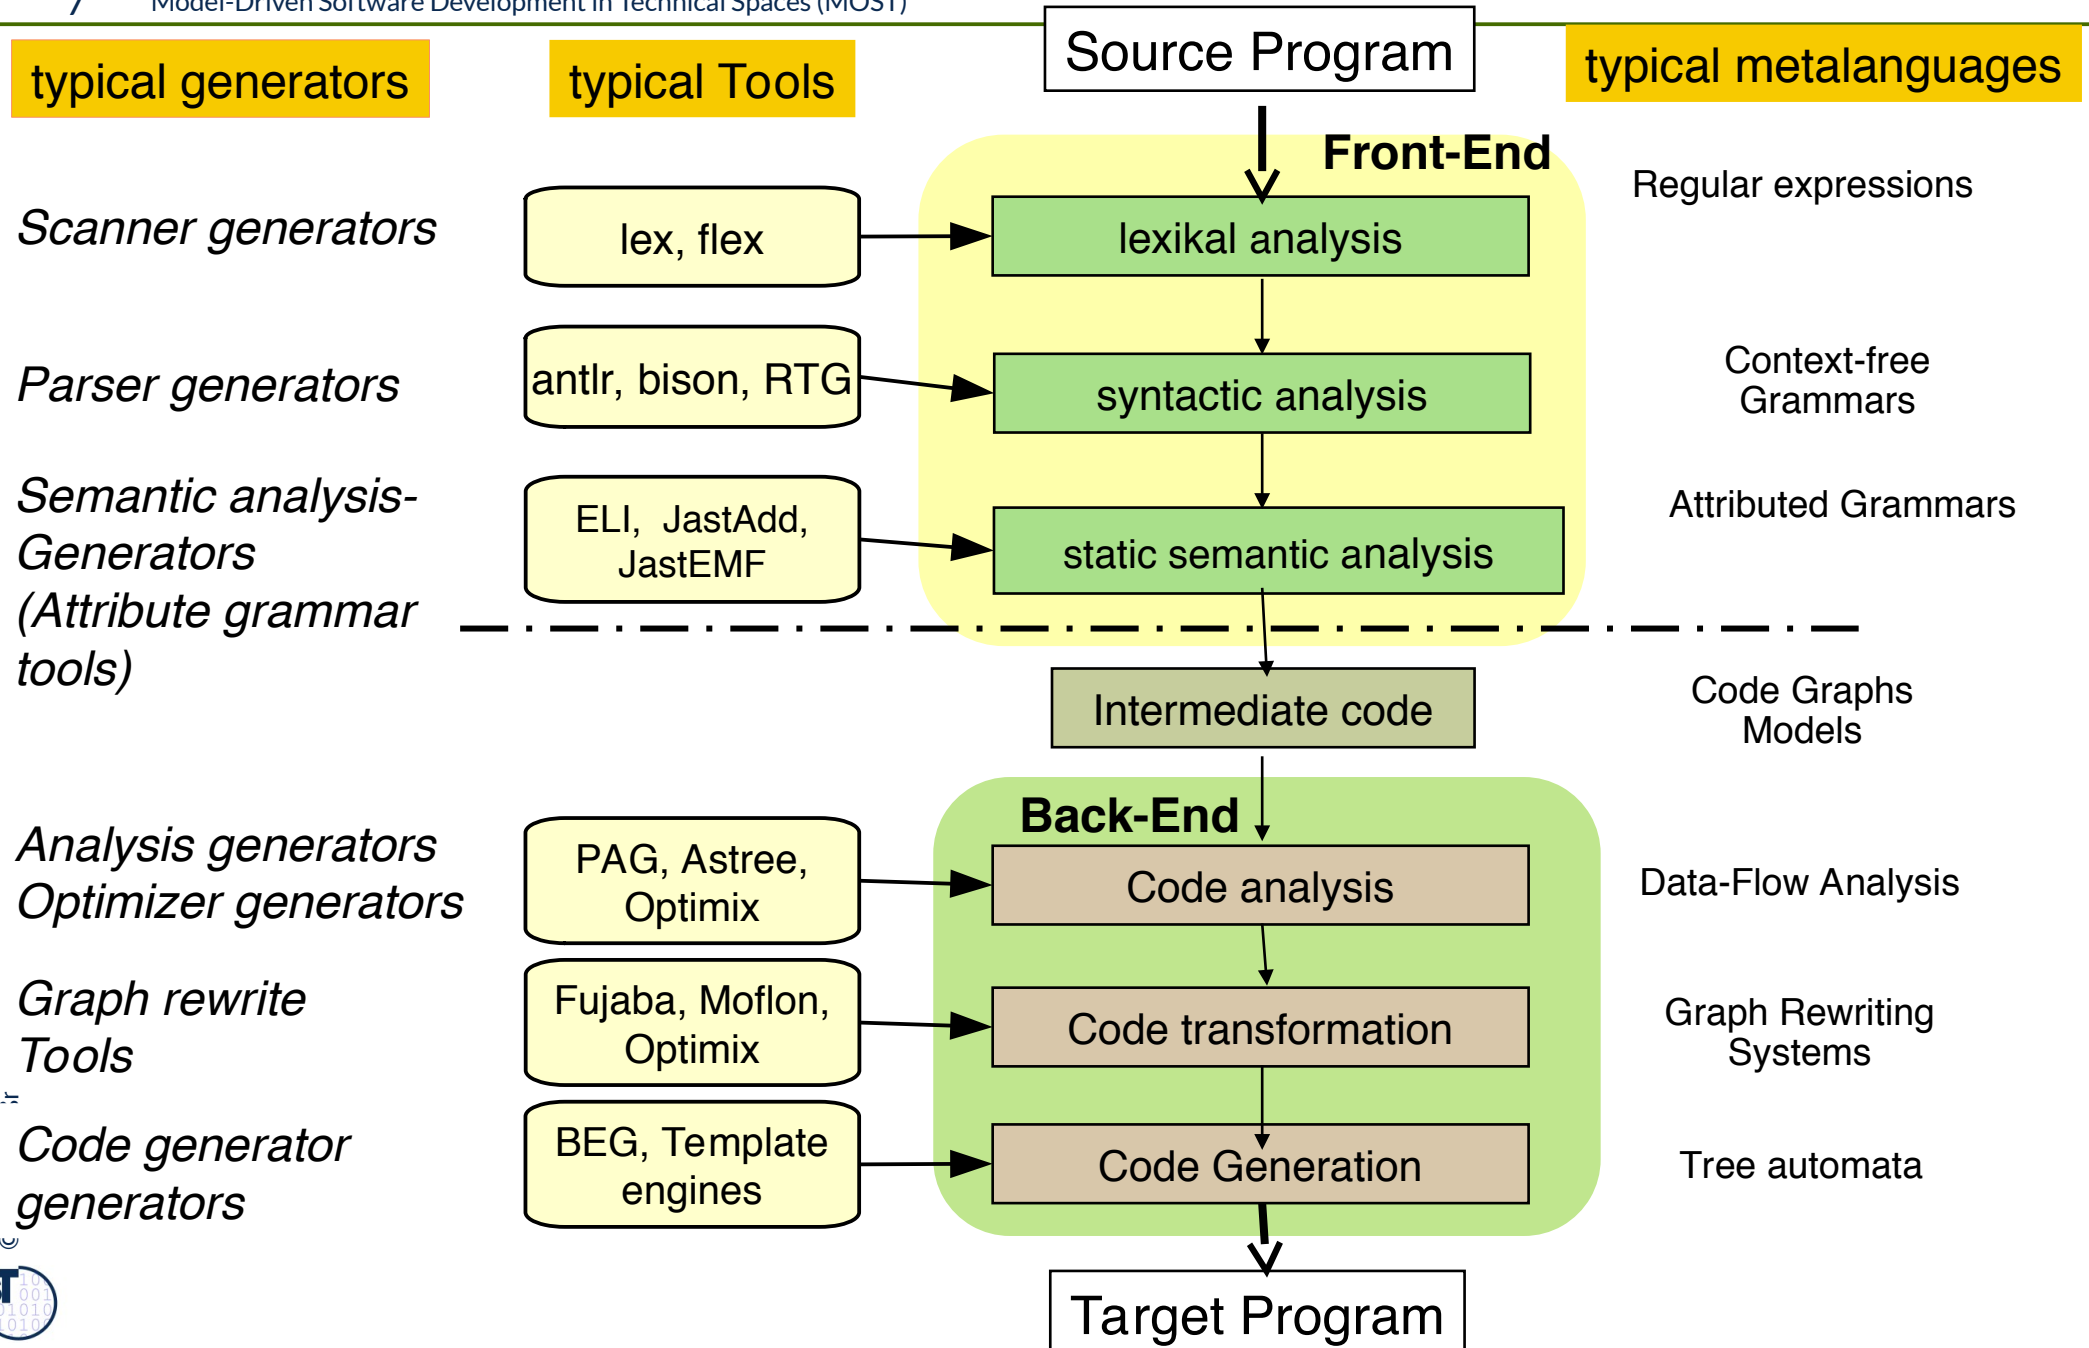 7 Model-Driven Software Development in Technical Spaces (MOST)
Source Program
typical generators
typical Tools
typical metalanguages
Front-End
Regular expressions
Scanner generators
lex, flex
lexikal analysis
Parser generators
antlr, bison, RTG
syntactic analysis
Context-free
Grammars
Semantic analysis-
Generators
(Attribute grammar
tools)
ELI, JastAdd,
JastEMF
static semantic analysis
Attributed Grammars
Intermediate code
Code Graphs
Models
Back-End
Analysis generators
Optimizer generators
PAG, Astree,
Optimix
Code analysis
Data-Flow Analysis
Graph rewrite
Tools
Fujaba, Moflon,
Optimix
Code transformation
Graph Rewriting
Systems
Code generator
generators
BEG, Template
engines
Code Generation
Tree automata
©
Target Program